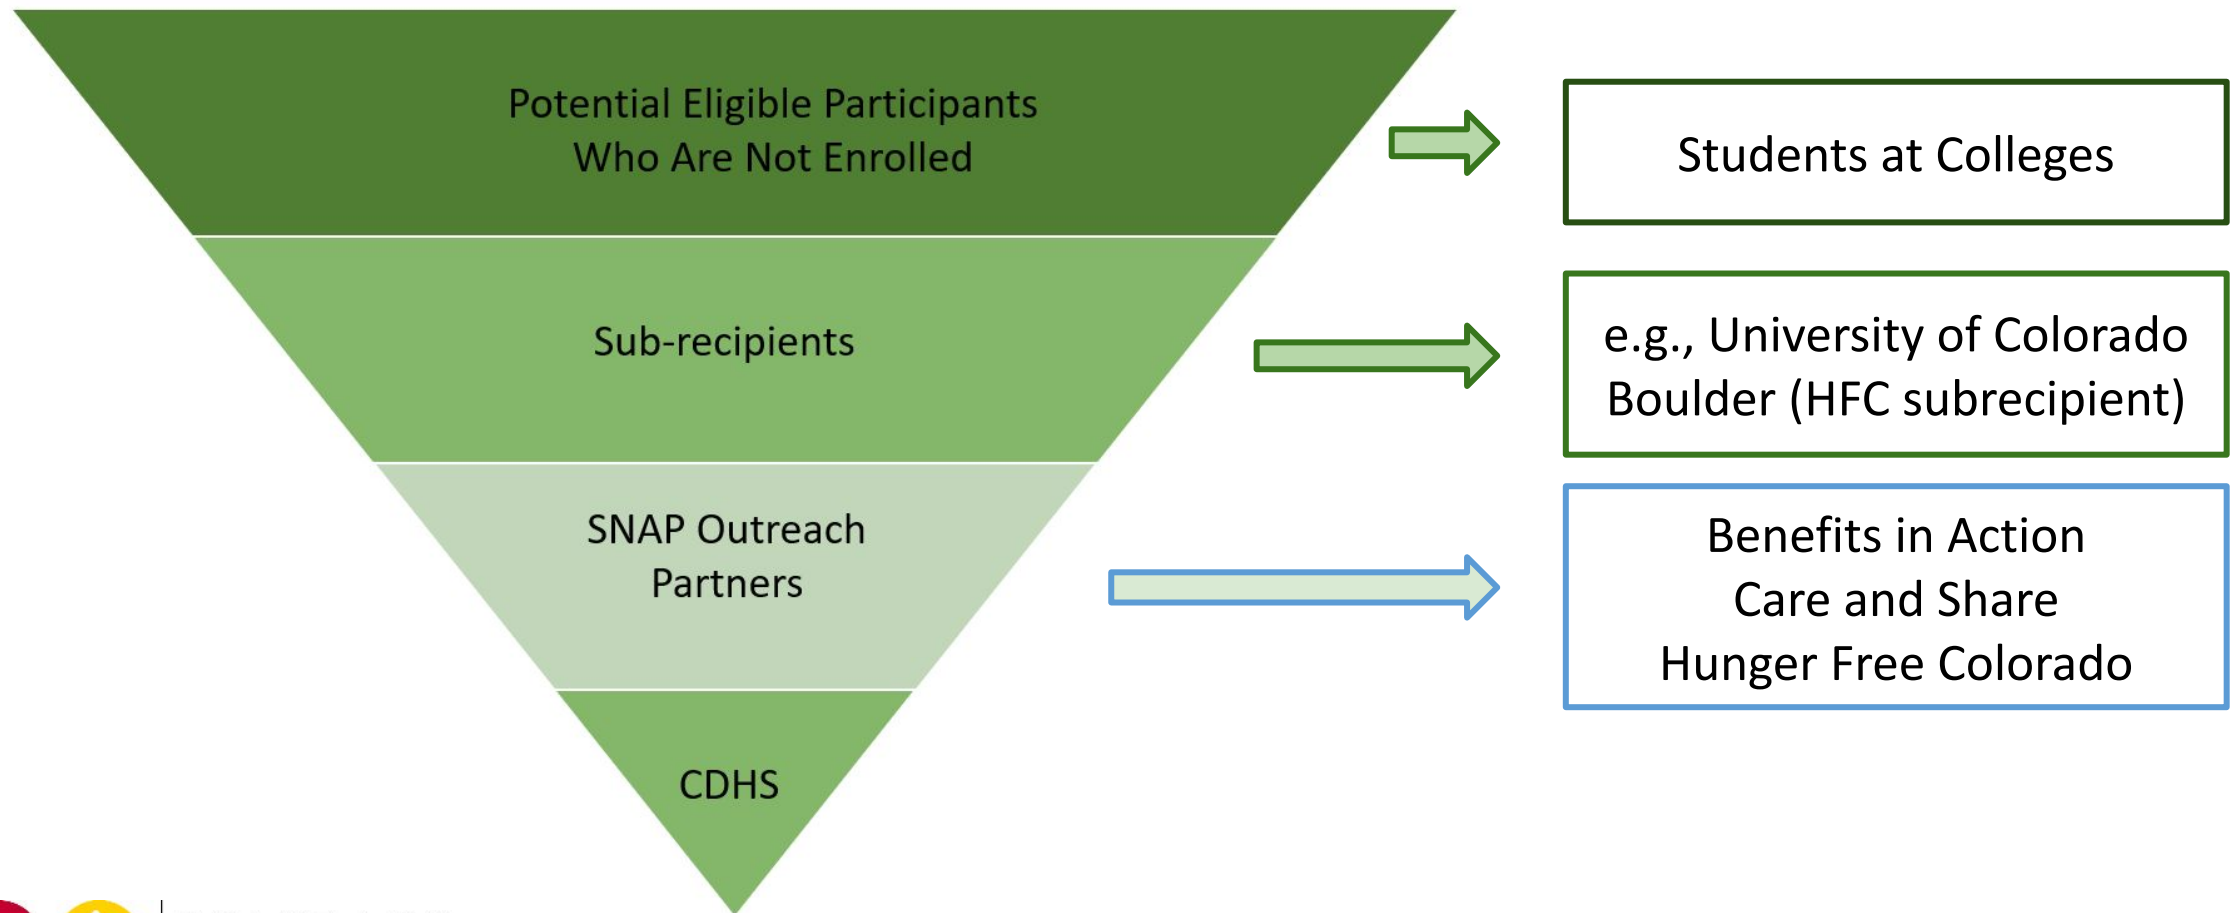 Potential Eligible Participants
Who Are Not Enrolled
Students at Colleges
Sub-recipients
e.g., University of Colorado
Boulder (HFC subrecipient)
SNAP Outreach
Partners
Benefits in Action
Care and Share
Hunger Free Colorado
CDHS